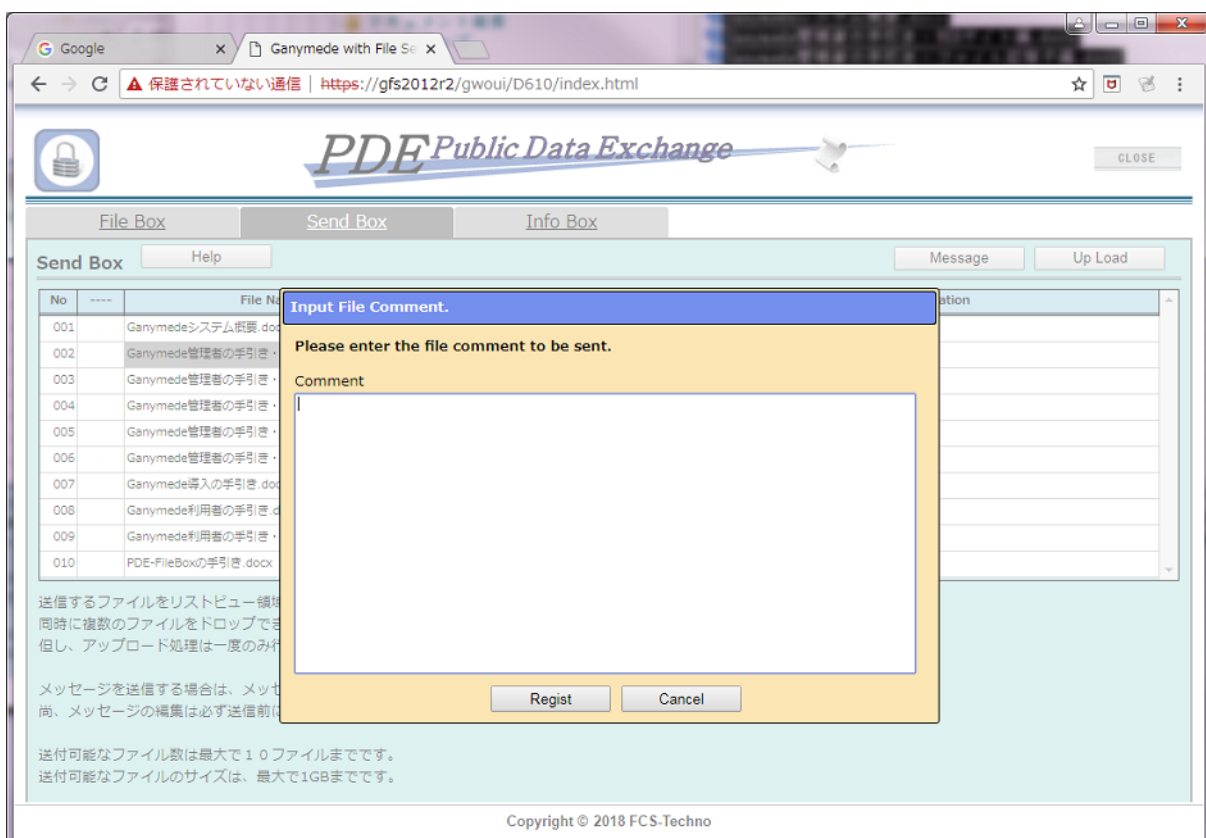 Google
Ganymede with File Se
保護されていない通信 | https://gfs2012r2/gwoui/D610/index.html
PDE Public Data Exchange
CLOSE
File Box Send Box Info Box
Send Box Help Message Up Load
No ---- File Na ation
001 Ganymedeシステム概要.doc
002 Ganymede管理者の手引き・
003 Ganymede管理者の手引き・
004 Ganymede管理者の手引き・
005 Ganymede管理者の手引き・
006 Ganymede管理者の手引き・
007 Ganymede導入の手引き.doc
008 Ganymede利用者の手引き.d
009 Ganymede利用者の手引き・
010 PDE-FileBoxの手引き.docx
Input File Comment.
Please enter the file comment to be sent.
Comment
Regist Cancel
送信するファイルをリストビュー領域
同時に複数のファイルをドロップでき
但し、アップロード処理は一度のみ行
メッセージを送信する場合は、メッセ
尚、メッセージの編集は必ず送信前に
送付可能なファイル数は最大で１０ファイルまでです。
送付可能なファイルのサイズは、最大で1GBまでです。
Copyright © 2018 FCS-Techno